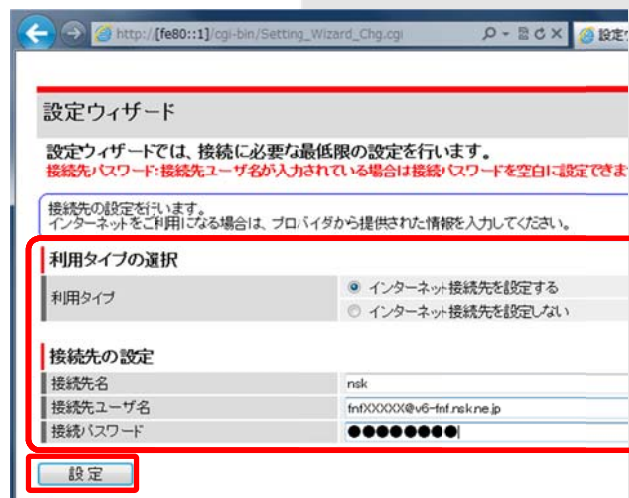 http://[fe80::1]/cgi-bin/Setting_Wizard_Chg.cgi
設定ウィザード
設定ウィザードでは、接続に必要な最低限の設定を行います。
接続先パスワード:接続先ユーザ名が入力されている場合は接続パスワードを空白に設定できま
接続先の設定を行います。
インターネットをご利用になる場合は、プロバイダから提供された情報を入力してください。
利用タイプの選択
利用タイプ
インターネット接続先を設定する
インターネット接続先を設定しない
接続先の設定
接続先名 nsk
接続先ユーザ名 fnfXXXXX@v6-fnf.nsk.ne.jp
接続パスワード ●●●●●●●●
設定